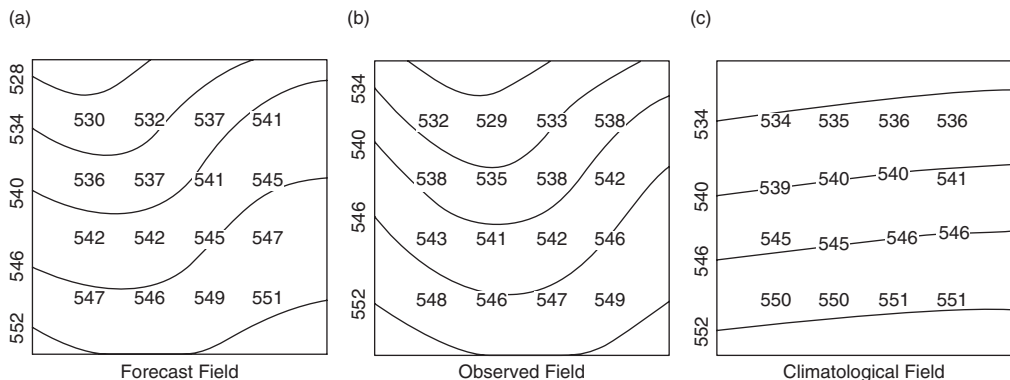 (a)
528
534
540
546
552
530 532 537 541
536 537 541 545
542 542 545 547
547 546 549 551
Forecast Field
(b)
534
540
546
552
532 529 533 538
538 535 538 542
543 541 542 546
548 546 547 549
Observed Field
(c)
534
540
546
552
534 535 536 536
539 540 540 541
545 545 546 546
550 550 551 551
Climatological Field